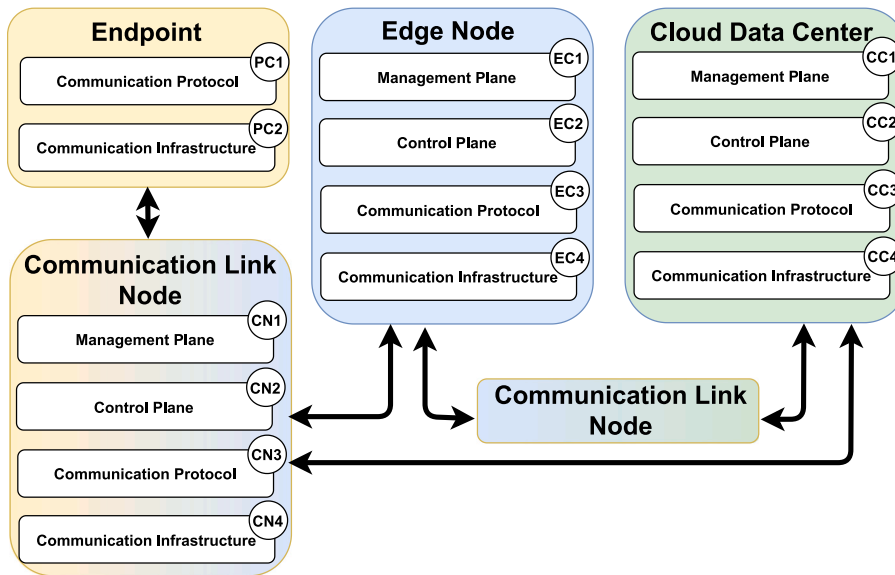 Endpoint
PC1
Communication Protocol
PC2
Communication Infrastructure
Edge Node
EC1
Management Plane
EC2
Control Plane
EC3
Communication Protocol
EC4
Communication Infrastructure
Cloud Data Center
CC1
Management Plane
CC2
Control Plane
CC3
Communication Protocol
CC4
Communication Infrastructure
Communication Link
Node
CN1
Management Plane
CN2
Control Plane
CN3
Communication Protocol
CN4
Communication Infrastructure
Communication Link
Node